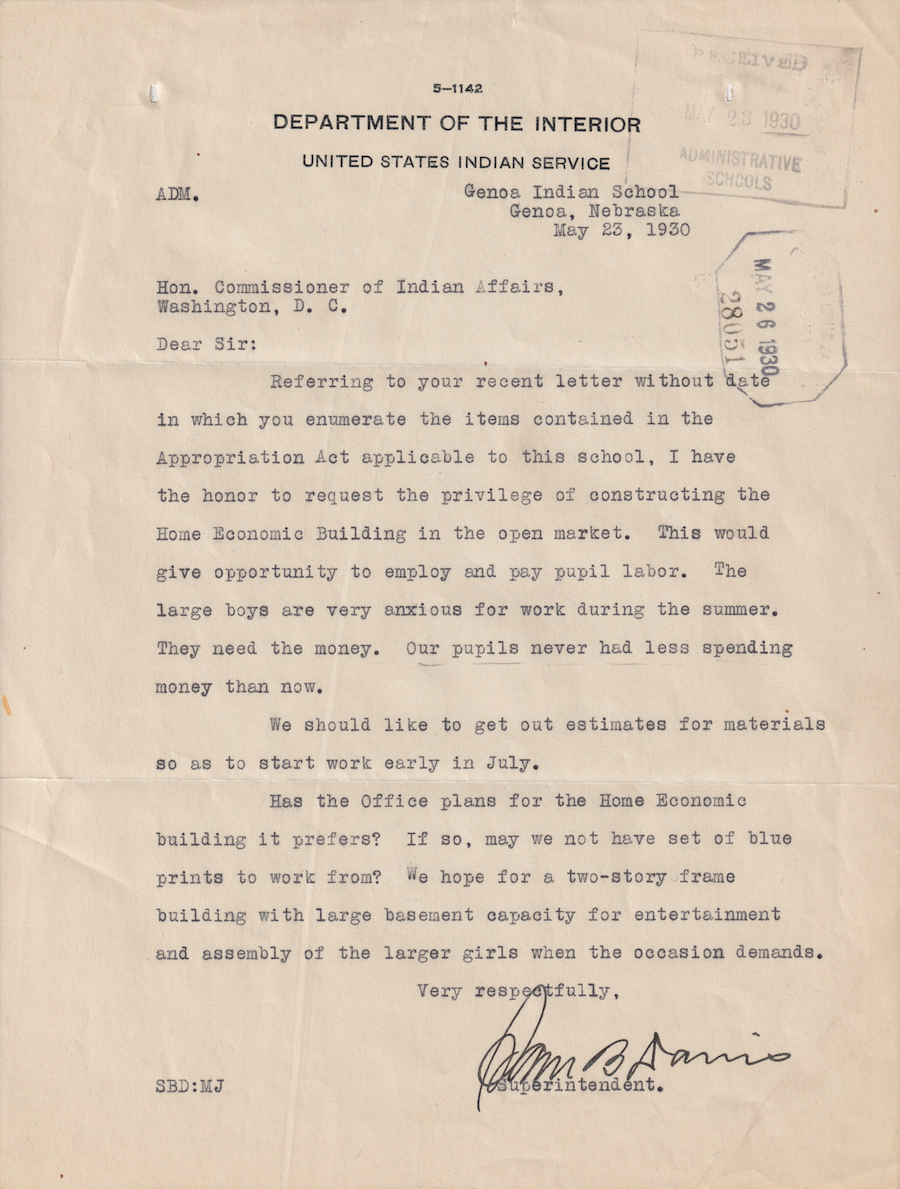 5—1142
DEPARTMENT OF THE INTERIOR
UNITED STATES INDIAN SERVICE
RECEIVED
MAY 28 1930
ADMINISTRATIVE
SCHOOLS
ADM.
Genoa Indian School
Genoa, Nebraska
May 23, 1930
MAY 26 1930
28051
Hon. Commissioner of Indian Affairs,
Washington, D. C.
Dear Sir:
Referring to your recent letter without date
in which you enumerate the items contained in the
Appropriation Act applicable to this school, I have
the honor to request the privilege of constructing the
Home Economic Building in the open market. This would
give opportunity to employ and pay pupil labor. The
large boys are very anxious for work during the summer.
They need the money. Our pupils never had less spending
money than now.
We should like to get out estimates for materials
so as to start work early in July.
Has the Office plans for the Home Economic
building it prefers? If so, may we not have set of blue
prints to work from? We hope for a two-story frame
building with large basement capacity for entertainment
and assembly of the larger girls when the occasion demands.
Very respectfully,
Sam B Davis
Superintendent.
SBD:MJ